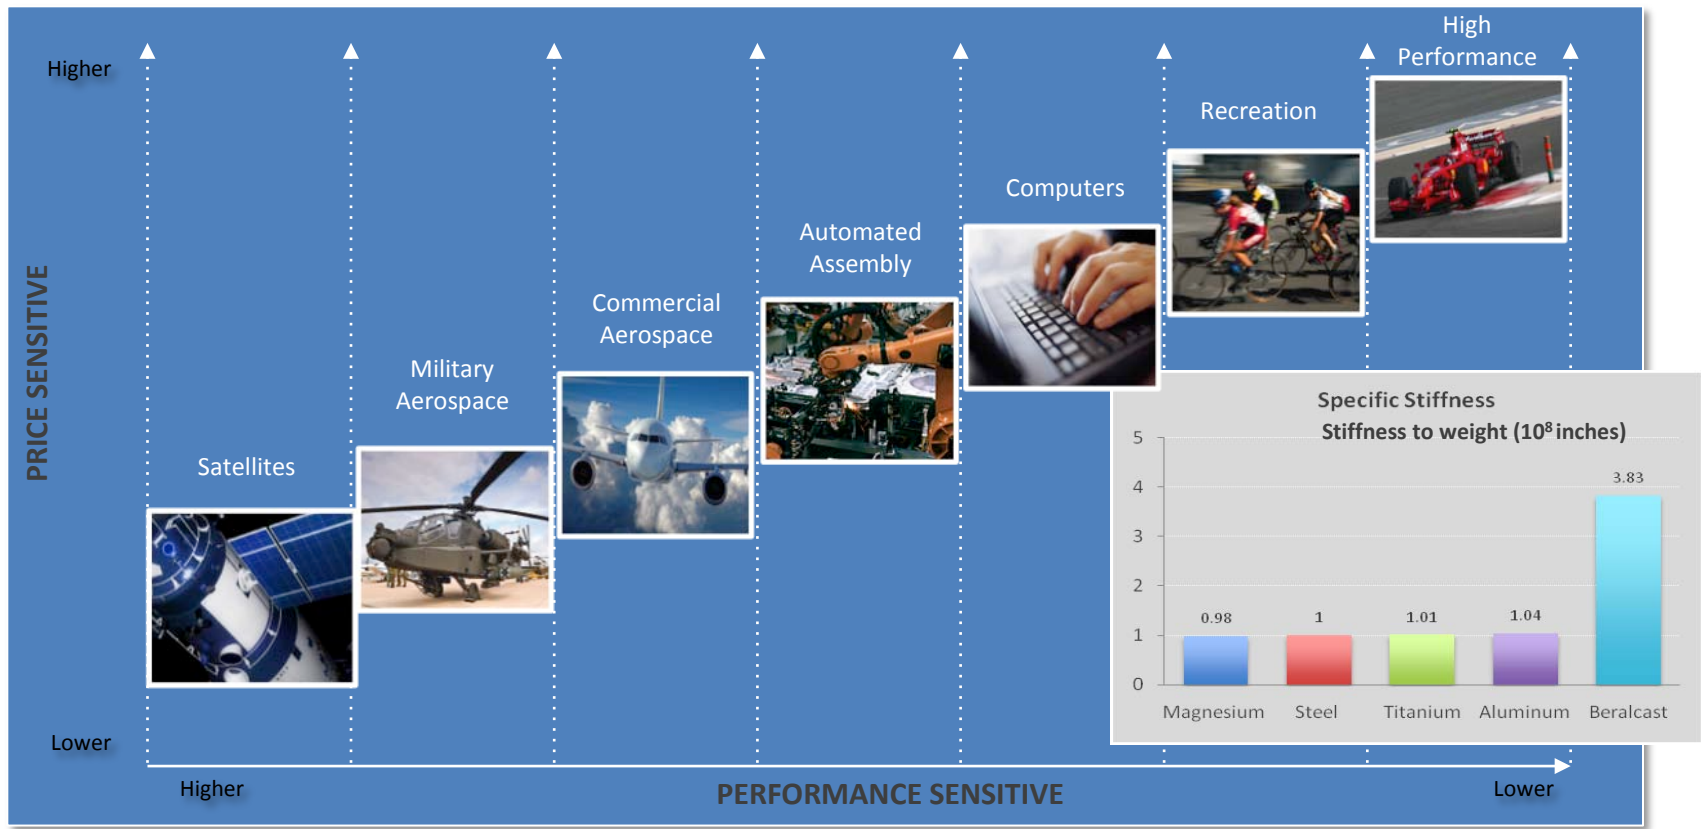 High
Performance
Higher
Recreation
Computers
Automated
Assembly
Commercial
Aerospace
Military
Aerospace
Satellites
PRICE SENSITIVE
Specific Stiffness
Stiffness to weight (10⁸ inches)
5
4
3
2
1
0
0.98
1
1.01
1.04
3.83
Magnesium Steel Titanium Aluminum Beralcast
Lower
Higher
PERFORMANCE SENSITIVE
Lower